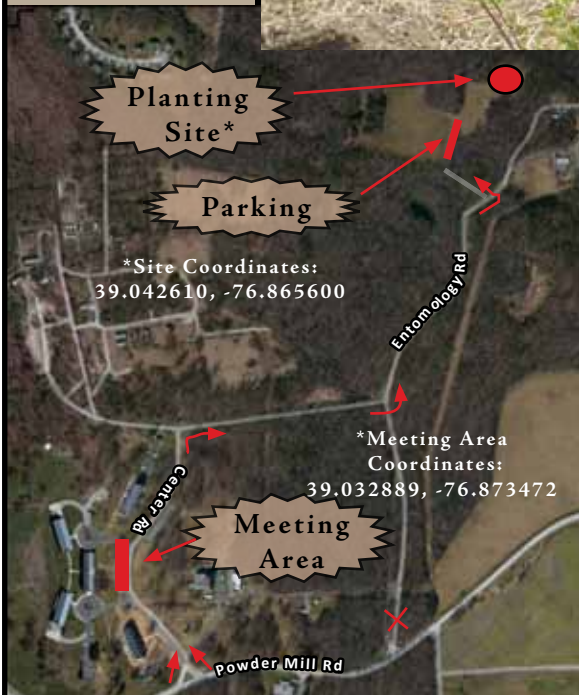 Planting
Site*
Parking
*Site Coordinates:
39.042610, -76.865600
Entomology Rd
*Meeting Area
Coordinates:
39.032889, -76.873472
Center Rd
Meeting
Area
Powder Mill Rd